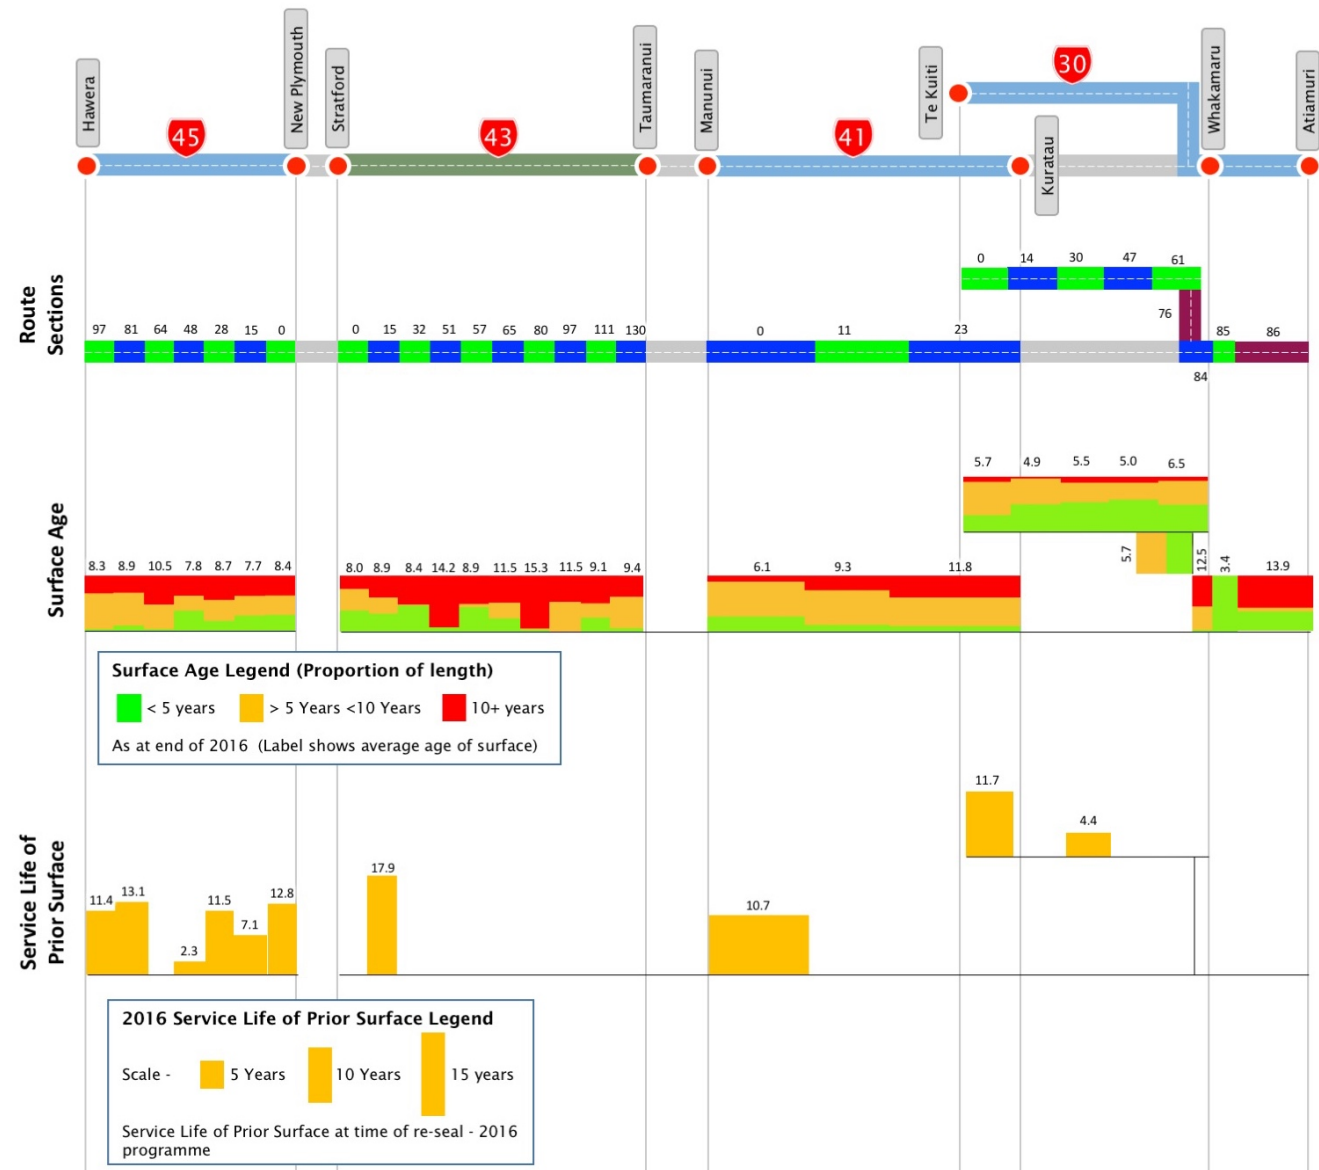 Hawera
New Plymouth
Stratford
Taumaranui
Manunui
Te Kuiti
Kuratau
Whakamaru
Atiamuri
45
43
41
30
Route
Sections
0 14 30 47 61
76
97 81 64 48 28 15 0
0 15 32 51 57 65 80 97 111 130
0 11 23
85 86
84
Surface Age
5.7 4.9 5.5 5.0 6.5
5.7
8.3 8.9 10.5 7.8 8.7 7.7 8.4
8.0 8.9 8.4 14.2 8.9 11.5 15.3 11.5 9.1 9.4
6.1 9.3 11.8
12.5 3.4 13.9
Surface Age Legend (Proportion of length)
< 5 years > 5 Years <10 Years 10+ years
As at end of 2016 (Label shows average age of surface)
Service Life of
Prior Surface
11.7
4.4
11.4 13.1 2.3 11.5 7.1 12.8
17.9
10.7
2016 Service Life of Prior Surface Legend
Scale - 5 Years 10 Years 15 years
Service Life of Prior Surface at time of re-seal - 2016
programme